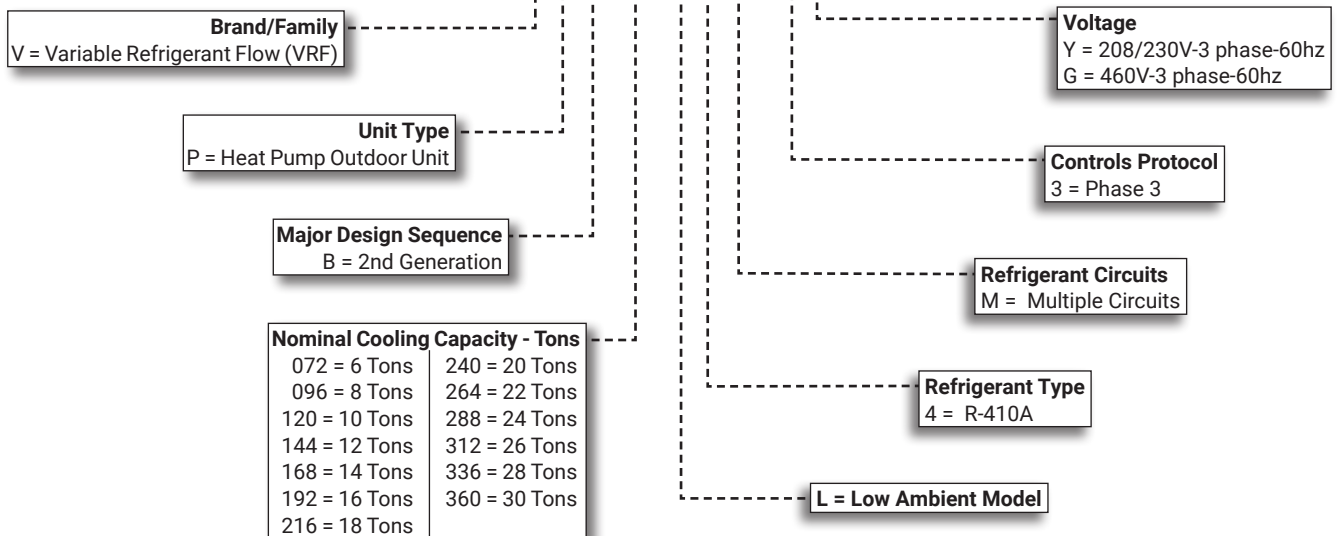 Brand/Family
V = Variable Refrigerant Flow (VRF)
Unit Type
P = Heat Pump Outdoor Unit
Major Design Sequence
B = 2nd Generation
Nominal Cooling Capacity - Tons
072 = 6 Tons
096 = 8 Tons
120 = 10 Tons
144 = 12 Tons
168 = 14 Tons
192 = 16 Tons
216 = 18 Tons
240 = 20 Tons
264 = 22 Tons
288 = 24 Tons
312 = 26 Tons
336 = 28 Tons
360 = 30 Tons
Voltage
Y = 208/230V-3 phase-60hz
G = 460V-3 phase-60hz
Controls Protocol
3 = Phase 3
Refrigerant Circuits
M = Multiple Circuits
Refrigerant Type
4 = R-410A
L = Low Ambient Model